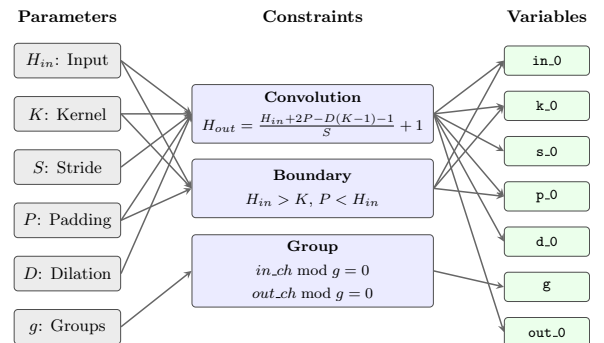 Parameters
Constraints
Variables
H_in: Input
K: Kernel
S: Stride
P: Padding
D: Dilation
g: Groups
Convolution
H_out = (H_in+2P−D(K−1)−1)/S + 1
Boundary
H_in > K, P < H_in
Group
in_ch mod g = 0
out_ch mod g = 0
in_0
k_0
s_0
p_0
d_0
g
out_0